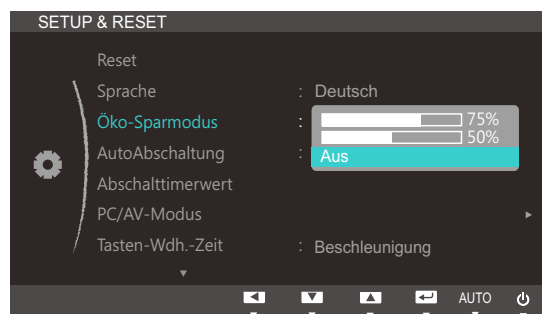 SETUP & RESET
Reset
Sprache : Deutsch
Öko-Sparmodus : 75%
50%
AutoAbschaltung : Aus
Abschalttimerwert
PC/AV-Modus
Tasten-Wdh.-Zeit : Beschleunigung
AUTO